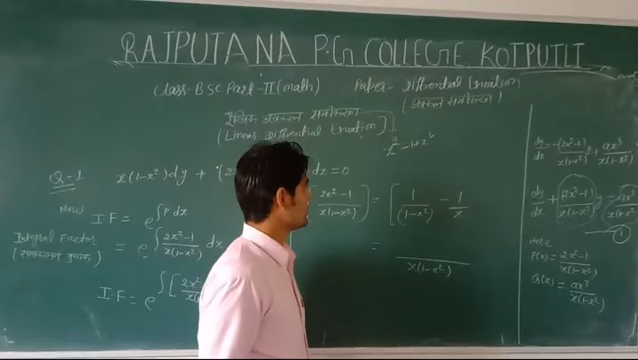 RAJPUTANA P.G COLLEGE KOTPUTLI
Class-BSC Part-II (math) Paper- Differential Equation
(अवकल समीकरण)
रैखिक अवकल समीकरण
(Linear Differential Equation)
Q-1 x(1-x²)dy + dx=0
Now I.F = e^∫P dx
Integral Factor
(समाकलन गुणांक)
= e^∫ (2x²-1)/(x(1-x²)) dx
I.F = e^∫[
(2x²-1)/(x(1-x²)) = [1/(1-x²) - 1/x
=
x(1-x²)
dy/dx = -(2x²-1)/(x(1-x²)) y + ax³/(x(1-x²))
dy/dx + (2x²-1)/(x(1-x²)) y =
①
Here
P(x) = (2x²-1)/(x(1-x²))
Q(x) = ax³/(x(1-x²))